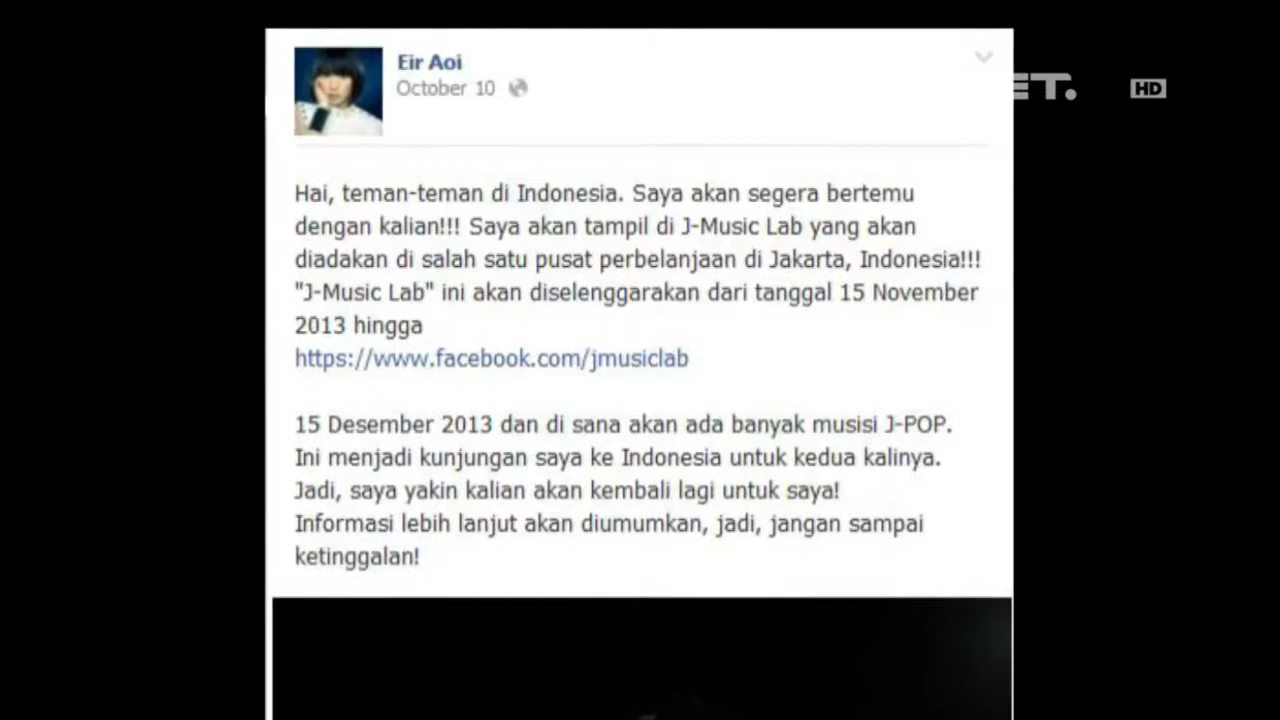 Eir Aoi
October 10
ET.
HD
Hai, teman-teman di Indonesia. Saya akan segera bertemu
dengan kalian!!! Saya akan tampil di J-Music Lab yang akan
diadakan di salah satu pusat perbelanjaan di Jakarta, Indonesia!!!
"J-Music Lab" ini akan diselenggarakan dari tanggal 15 November
2013 hingga
https://www.facebook.com/jmusiclab
15 Desember 2013 dan di sana akan ada banyak musisi J-POP.
Ini menjadi kunjungan saya ke Indonesia untuk kedua kalinya.
Jadi, saya yakin kalian akan kembali lagi untuk saya!
Informasi lebih lanjut akan diumumkan, jadi, jangan sampai
ketinggalan!